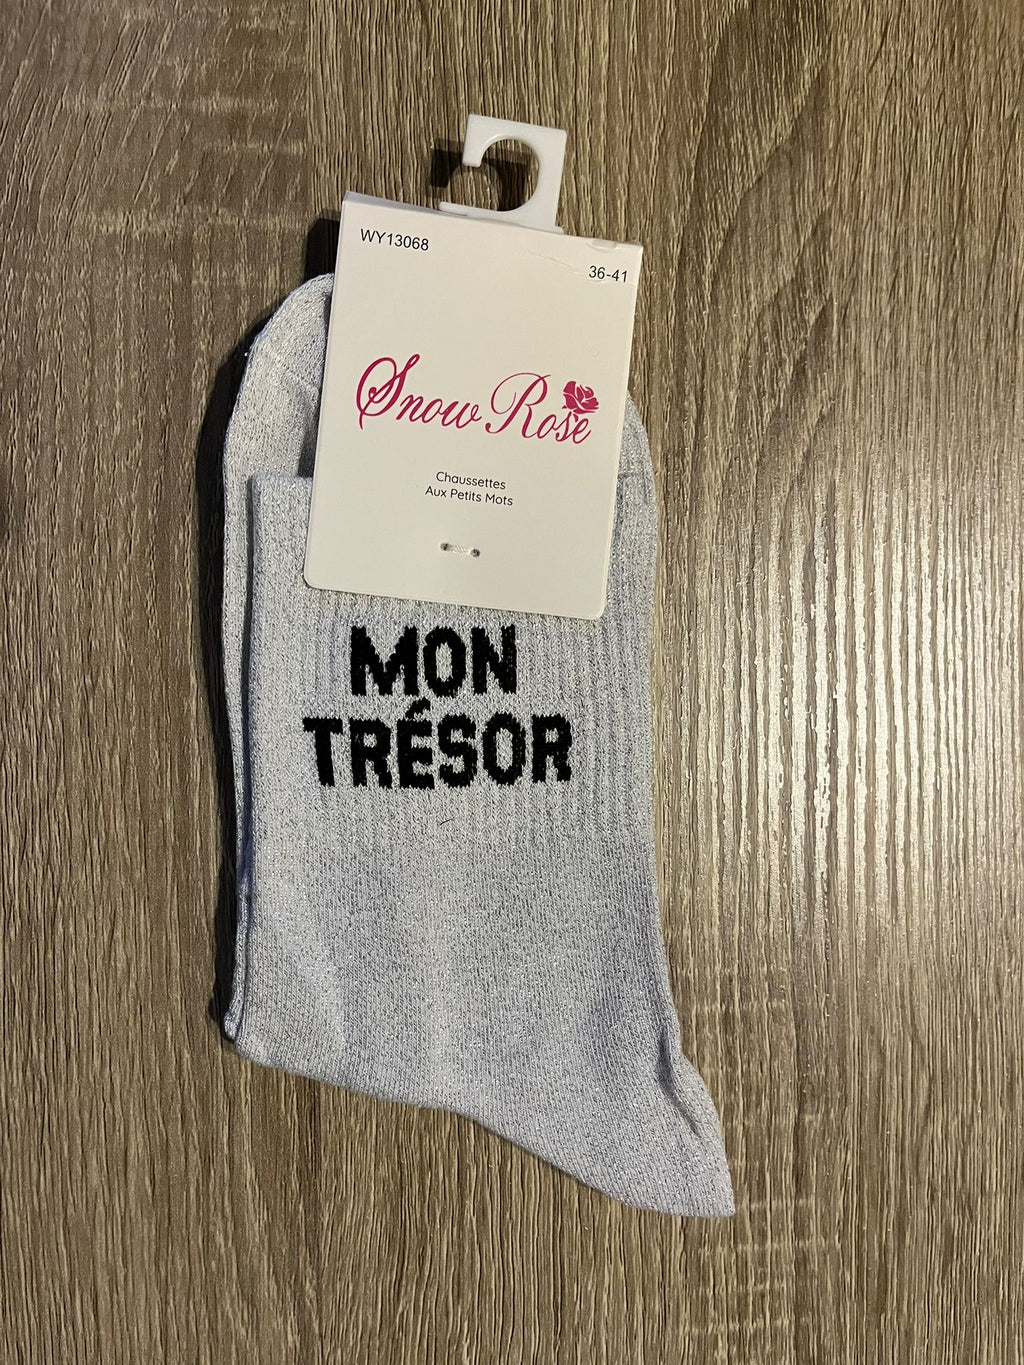 WY13068
36-41
Snow Rose
Chaussettes
Aux Petits Mots
MON
TRÉSOR